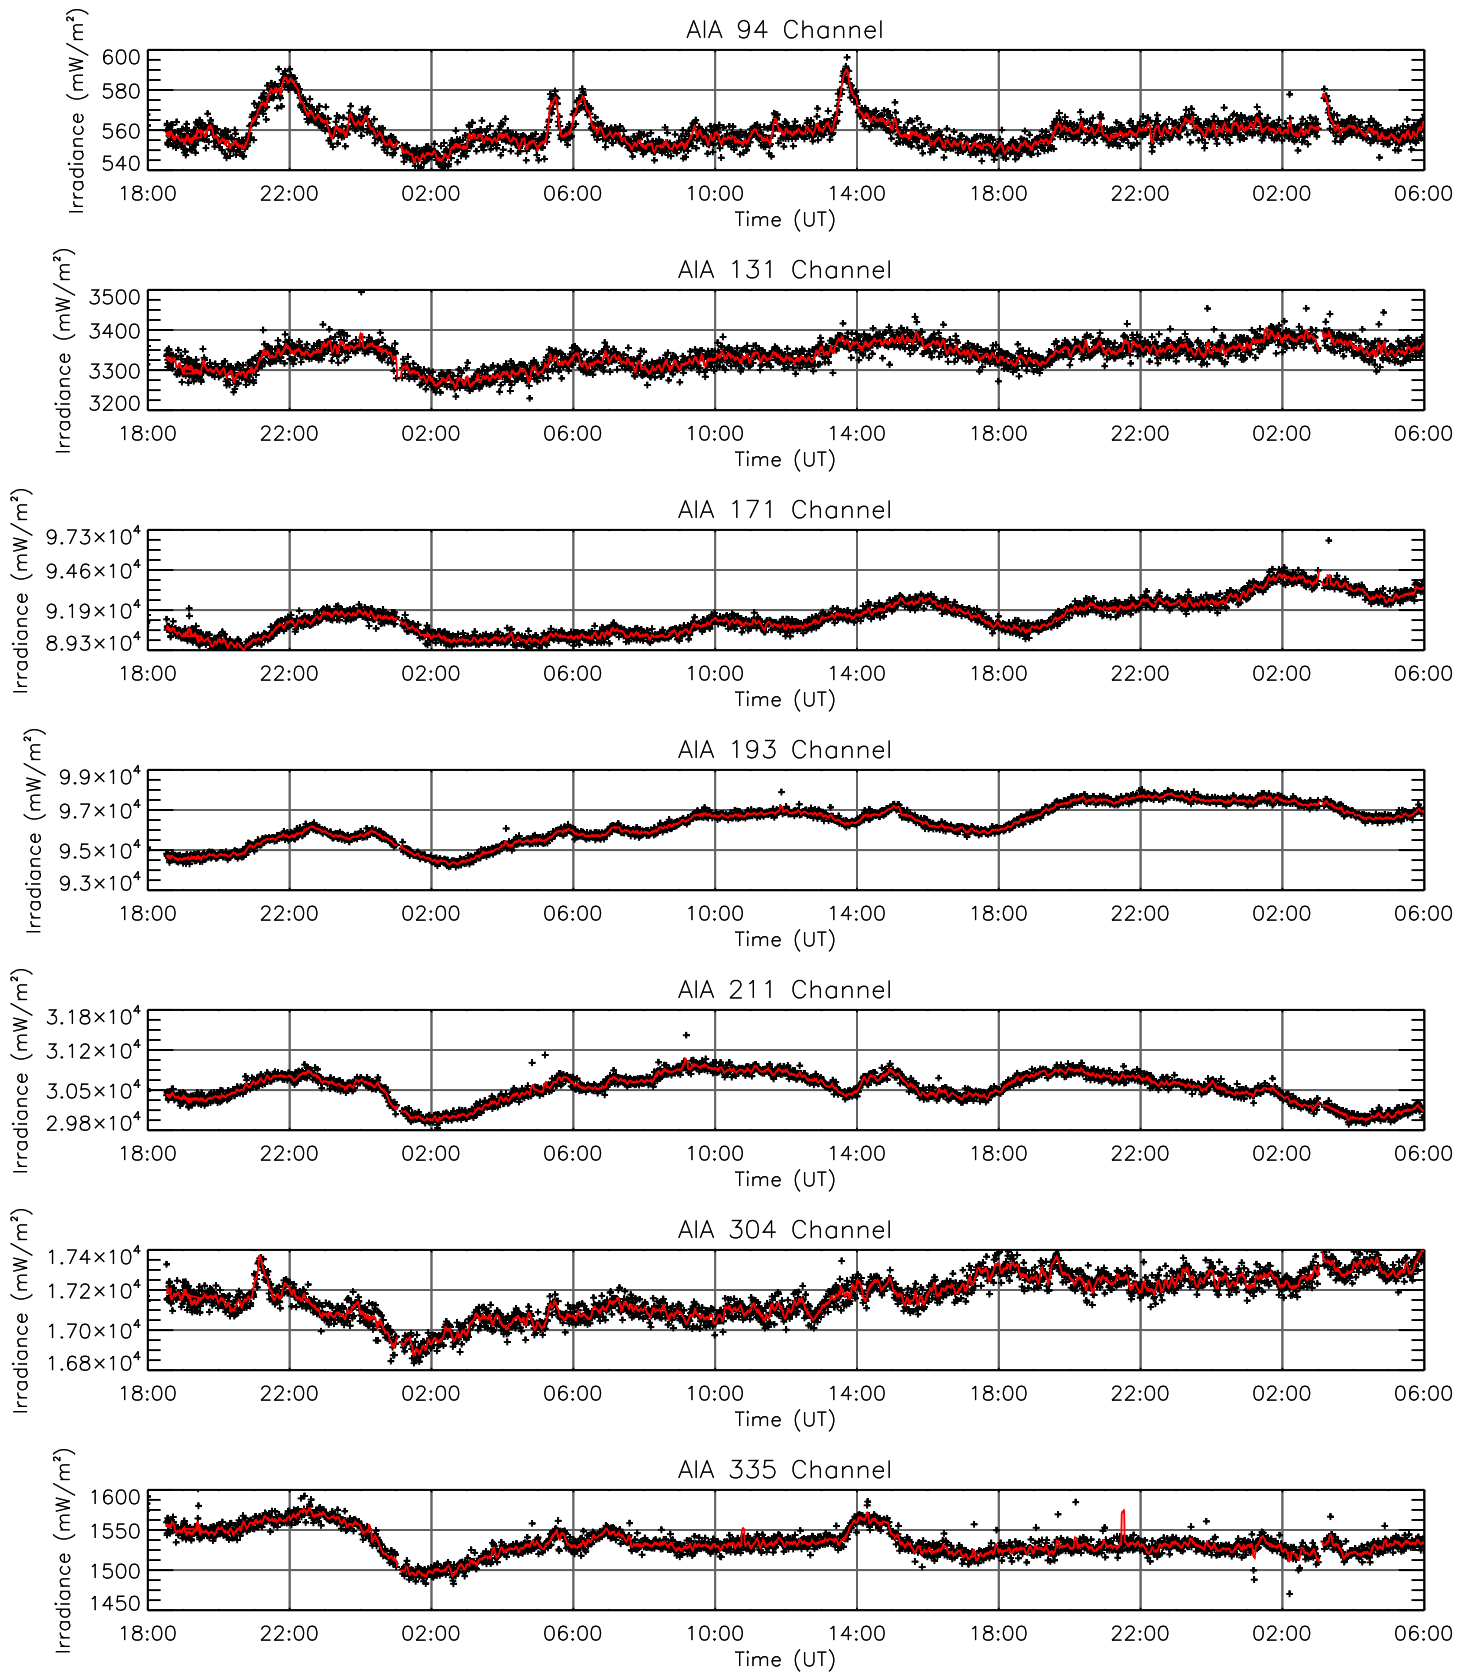 AIA 94 Channel
Irradiance (mW/m²)
600
580
560
540
18:00 22:00 02:00 06:00 10:00 14:00 18:00 22:00 02:00 06:00
Time (UT)
AIA 131 Channel
Irradiance (mW/m²)
3500
3400
3300
3200
18:00 22:00 02:00 06:00 10:00 14:00 18:00 22:00 02:00 06:00
Time (UT)
AIA 171 Channel
Irradiance (mW/m²)
9.73×10⁴
9.46×10⁴
9.19×10⁴
8.93×10⁴
18:00 22:00 02:00 06:00 10:00 14:00 18:00 22:00 02:00 06:00
Time (UT)
AIA 193 Channel
Irradiance (mW/m²)
9.9×10⁴
9.7×10⁴
9.5×10⁴
9.3×10⁴
18:00 22:00 02:00 06:00 10:00 14:00 18:00 22:00 02:00 06:00
Time (UT)
AIA 211 Channel
Irradiance (mW/m²)
3.18×10⁴
3.12×10⁴
3.05×10⁴
2.98×10⁴
18:00 22:00 02:00 06:00 10:00 14:00 18:00 22:00 02:00 06:00
Time (UT)
AIA 304 Channel
Irradiance (mW/m²)
1.74×10⁴
1.72×10⁴
1.70×10⁴
1.68×10⁴
18:00 22:00 02:00 06:00 10:00 14:00 18:00 22:00 02:00 06:00
Time (UT)
AIA 335 Channel
Irradiance (mW/m²)
1600
1550
1500
1450
18:00 22:00 02:00 06:00 10:00 14:00 18:00 22:00 02:00 06:00
Time (UT)